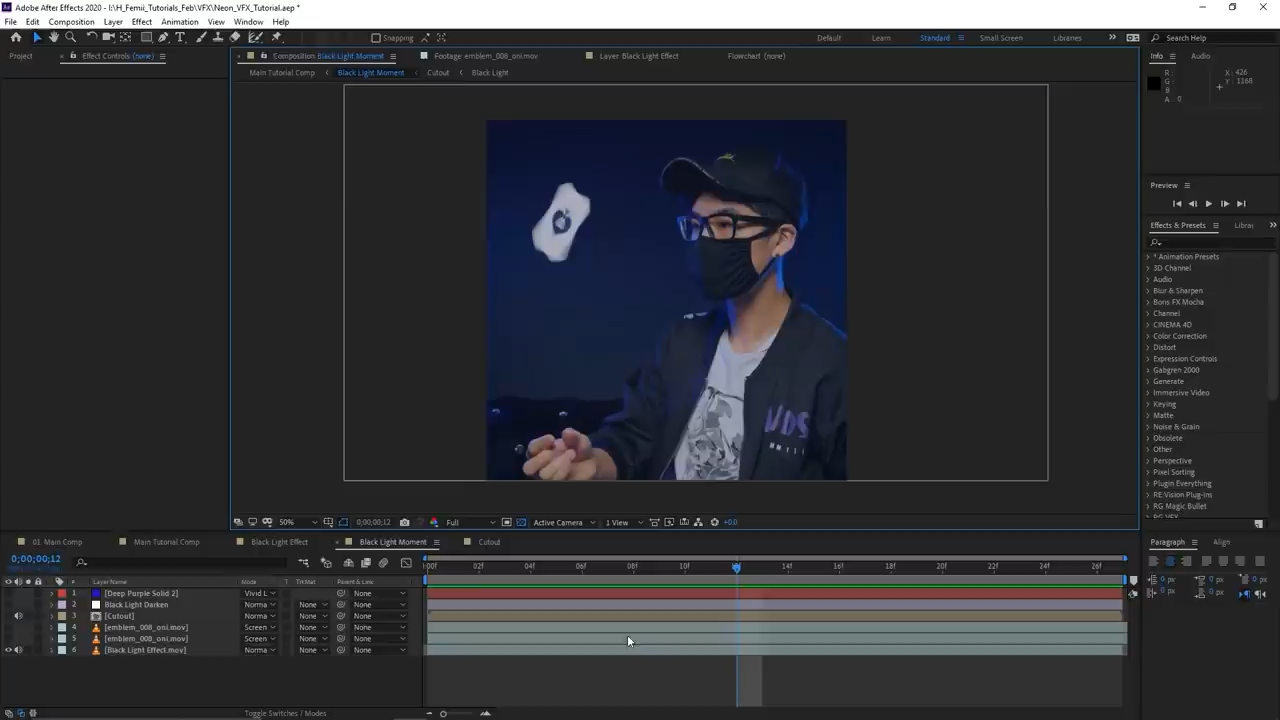 Adobe After Effects 2020 - I:\H_Femii_Tutorials_Feb\VFX\Neon_VFX_Tutorial.aep *
File Edit Composition Layer Effect Animation View Window Help
Snapping Default Learn Standard Small Screen Libraries Search Help
Project Effect Controls (none) Composition Black Light Moment Footage: emblem_008_oni.mov Layer: Black Light Effect Flowchart (none) Info Audio
Main Tutorial Comp Black Light Moment Cutout Black Light
R :
G :
B
A : 0
X : 426
Y : 1168
Preview
Effects & Presets Librar
* Animation Presets
3D Channel
Audio
Blur & Sharpen
Boris FX Mocha
Channel
CINEMA 4D
Color Correction
Distort
Expression Controls
Gabgren 2000
Generate
Immersive Video
Keying
Matte
Noise & Grain
Obsolete
Other
Perspective
Pixel Sorting
Plugin Everything
RE:Vision Plug-ins
RG Magic Bullet
RG VFX
50% 0;00;00;12 Full Active Camera 1 View +0.0
01 Main Comp Main Tutorial Comp Black Light Effect Black Light Moment Cutout
Paragraph Align
0;00;00;12
:00F 02F 04F 06F 08F 10F 12F 14F 16F 18F 20F 22F 24F 26F
# Layer Name Mode T TrkMat Parent & Link
1 [Deep Purple Solid 2] Vivid L None
2 Black Light Darken Norma None None
3 [Cutout] Norma None None
4 [emblem_008_oni.mov] Screen None None
5 [emblem_008_oni.mov] Screen None None
6 [Black Light Effect.mov] Norma None None
0 px 0 px 0 px
0 px 0 px
Toggle Switches / Modes